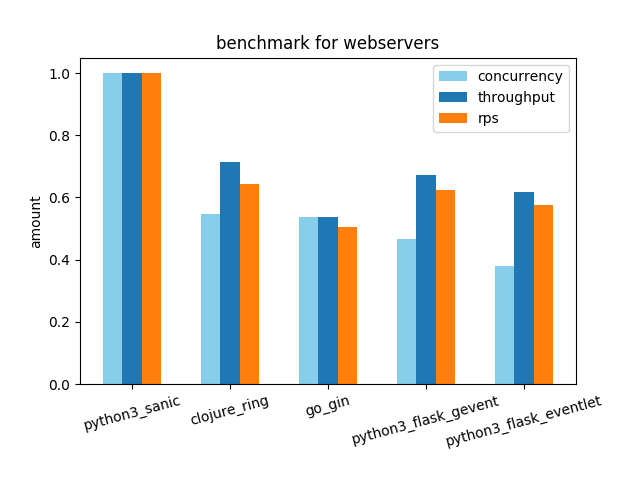 benchmark for webservers
concurrency
throughput
rps
amount
1.0
0.8
0.6
0.4
0.2
0.0
python3_sanic
clojure_ring
go_gin
python3_flask_gevent
python3_flask_eventlet